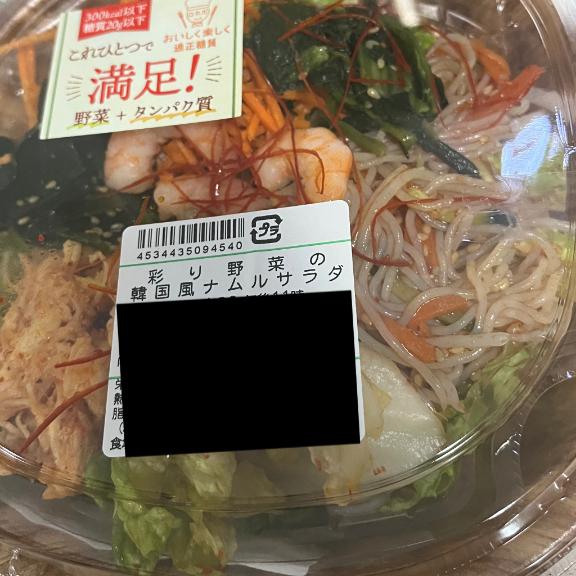 300kcal以下
糖質20g以下
おいしく楽しく
適正糖質
これひとつで
満足!
野菜 + タンパク質
プラ
4534435094540
彩り野菜の
韓国風ナムルサラダ